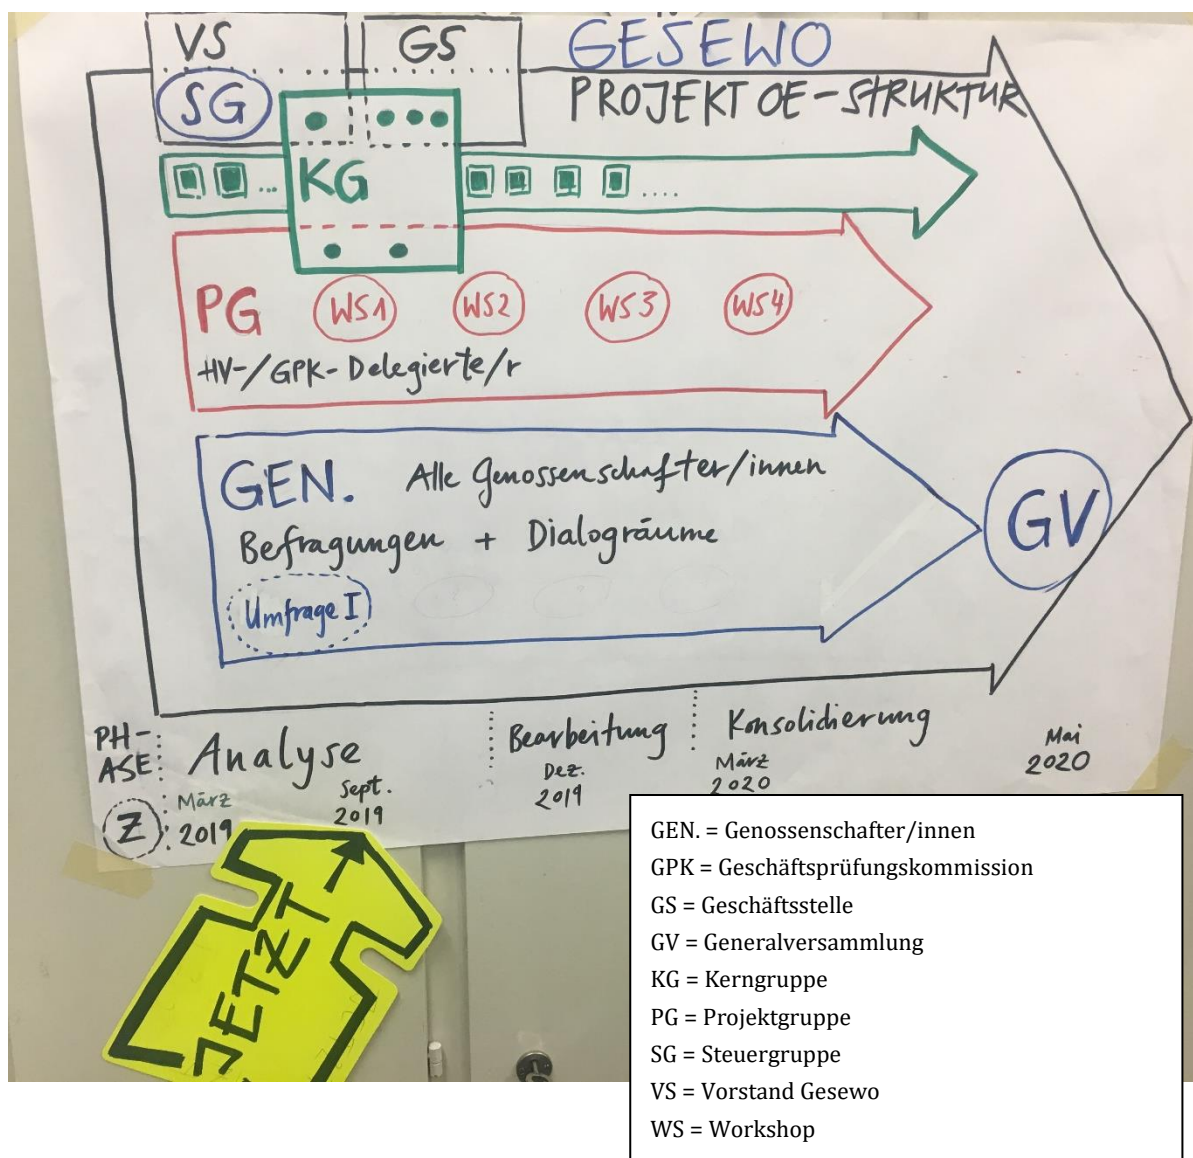 VS
GS
GESEWO
SG
PROJEKT OE-STRUKTUR
...
KG
....
PG
WS1
WS2
WS3
WS4
HV-/GPK-Delegierte/r
GEN. Alle Genossenschafter/innen
Befragungen + Dialogräume
Umfrage I
GV
PH-
ASE:
Analyse
Bearbeitung
Konsolidierung
Z
März
2019
Sept.
2019
Dez.
2019
März
2020
Mai
2020
JETZT
GEN. = Genossenschafter/innen
GPK = Geschäftsprüfungskommission
GS = Geschäftsstelle
GV = Generalversammlung
KG = Kerngruppe
PG = Projektgruppe
SG = Steuergruppe
VS = Vorstand Gesewo
WS = Workshop